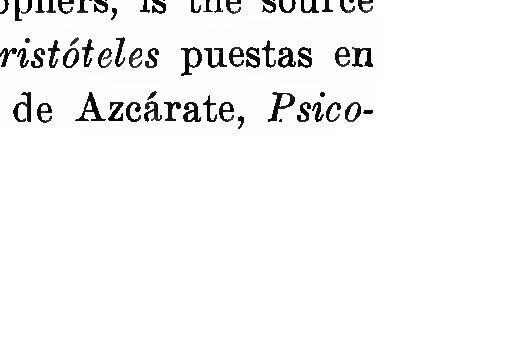 ophers, is the source
ristóteles puestas en
de Azcárate, Psico-